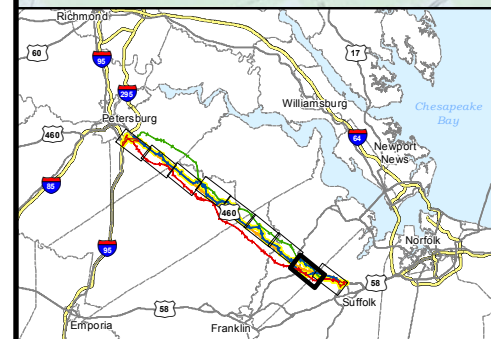 Richmond
60
95
17
295
Williamsburg
Chesapeake
Bay
Petersburg
460
64
Newport
News
85
460
95
Norfolk
58
Suffolk
58
Emporia
Franklin